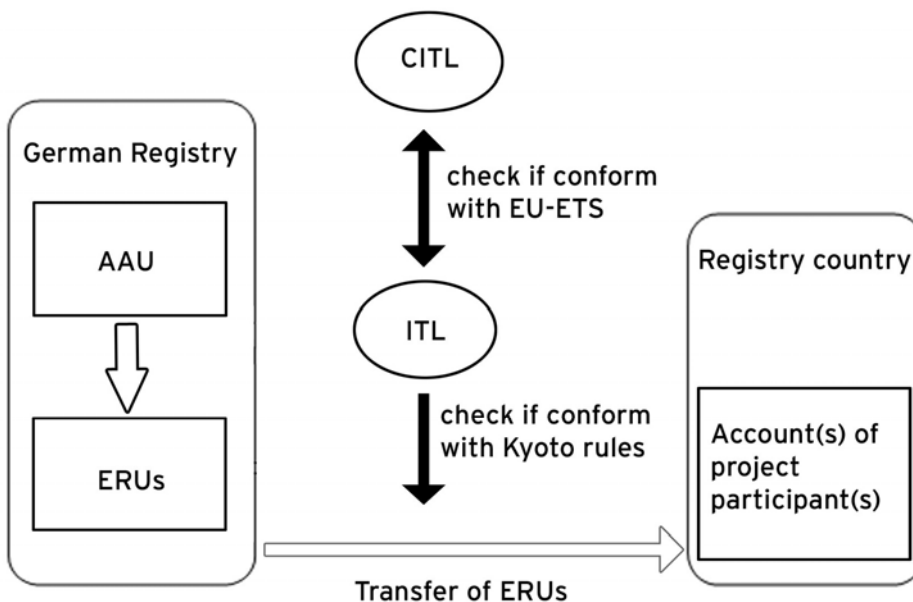 CITL
German Registry
check if conform
with EU-ETS
AAU
Registry country
ITL
check if conform
with Kyoto rules
ERUs
Account(s) of
project
participant(s)
Transfer of ERUs